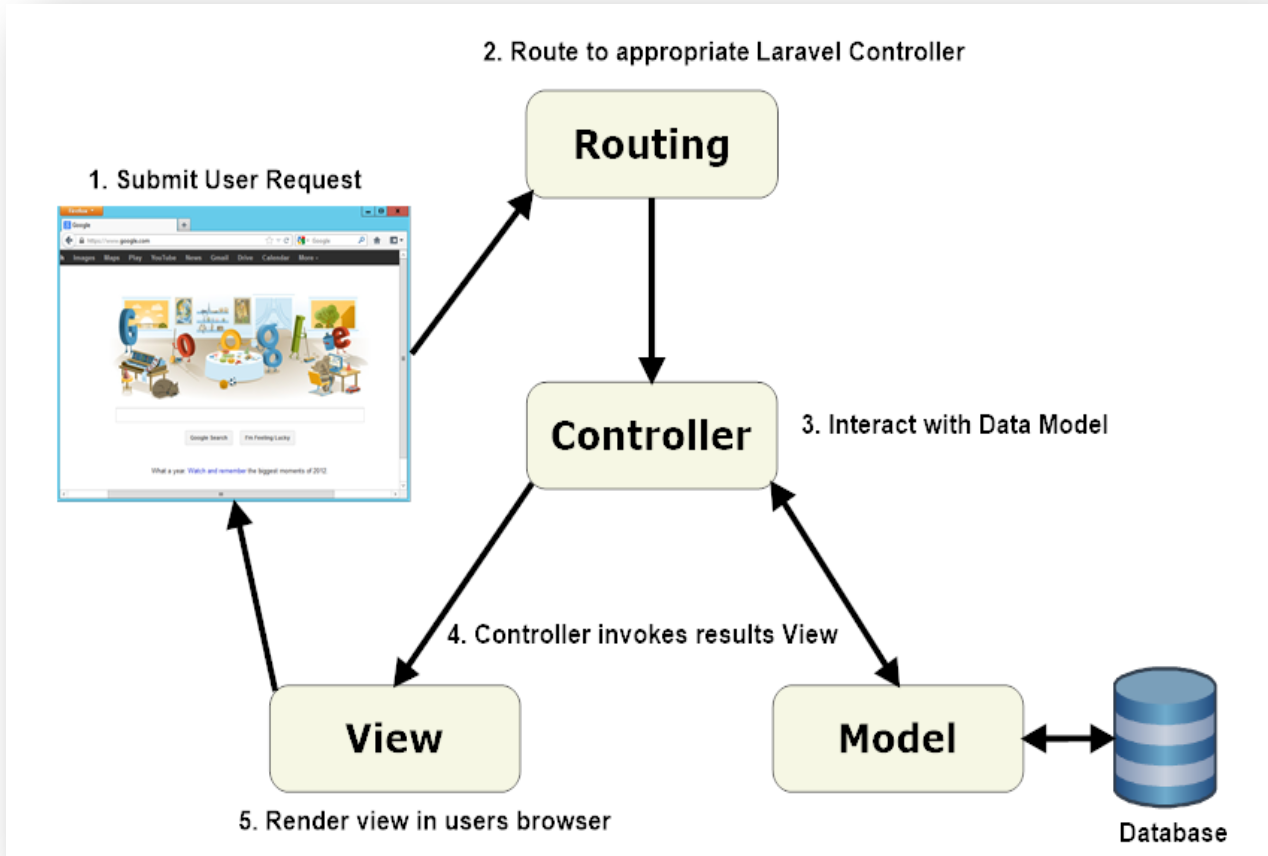 2. Route to appropriate Laravel Controller
Routing
1. Submit User Request
Firefox
Google
https://www.google.com
Google
Images Maps Play YouTube News Gmail Drive Calendar More
Google
Google Search I'm Feeling Lucky
What a year. Watch and remember the biggest moments of 2012
Controller
3. Interact with Data Model
4. Controller invokes results View
View
Model
5. Render view in users browser
Database